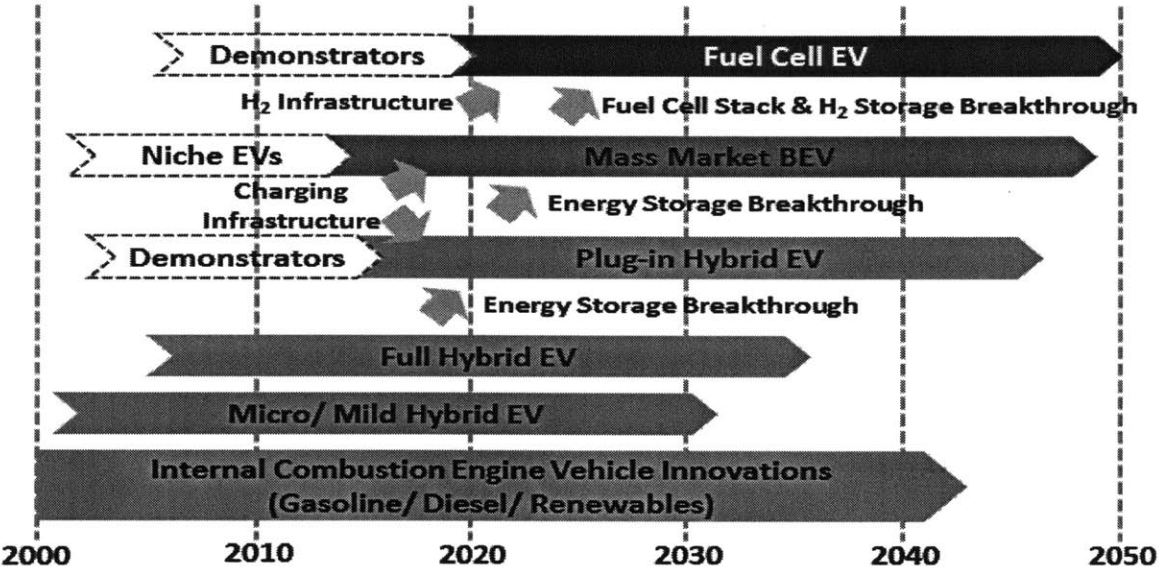 Demonstrators Fuel Cell EV
H₂ Infrastructure Fuel Cell Stack & H₂ Storage Breakthrough
Niche EVs Mass Market BEV
Charging
Infrastructure
Energy Storage Breakthrough
Demonstrators Plug-in Hybrid EV
Energy Storage Breakthrough
Full Hybrid EV
Micro/ Mild Hybrid EV
Internal Combustion Engine Vehicle Innovations
(Gasoline/ Diesel/ Renewables)
2000 2010 2020 2030 2040 2050